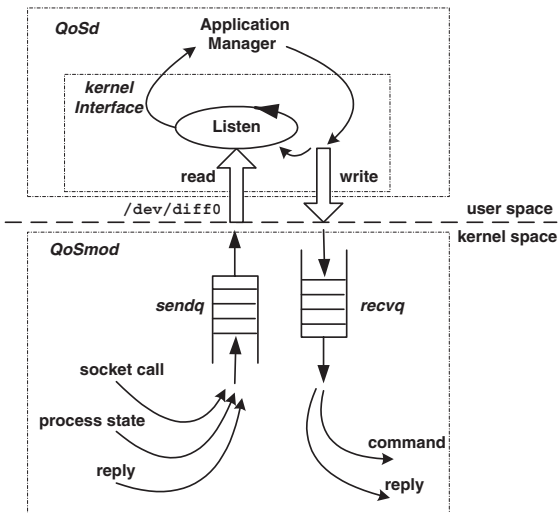 QoSd
Application
Manager
kernel
Interface
Listen
read
write
/dev/diff0
user space
kernel space
QoSmod
sendq
recvq
socket call
process state
reply
command
reply